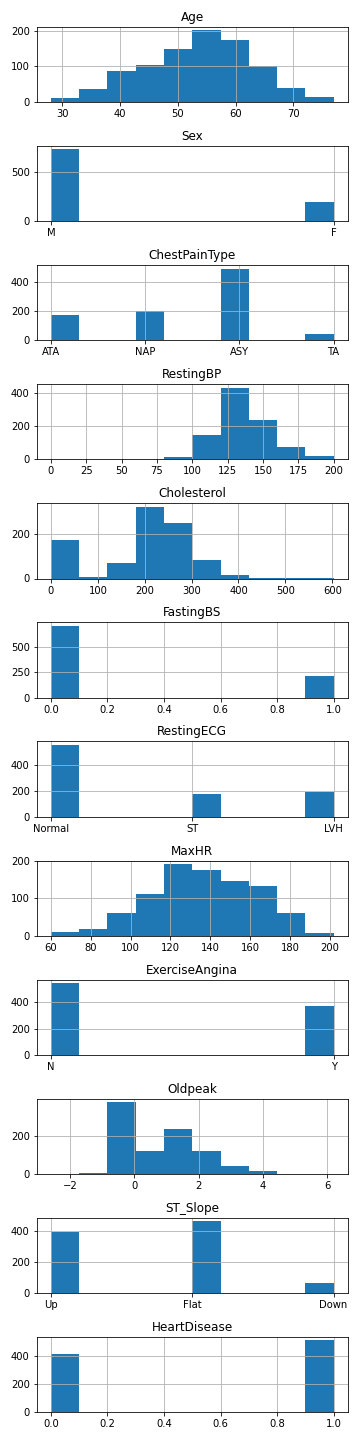 Age
200
100
0
30 40 50 60 70
Sex
500
0
M F
ChestPainType
400
200
0
ATA NAP ASY TA
RestingBP
400
200
0
0 25 50 75 100 125 150 175 200
Cholesterol
200
0
0 100 200 300 400 500 600
FastingBS
500
250
0
0.0 0.2 0.4 0.6 0.8 1.0
RestingECG
400
200
0
Normal ST LVH
MaxHR
200
100
0
60 80 100 120 140 160 180 200
ExerciseAngina
400
200
0
N Y
Oldpeak
200
0
−2 0 2 4 6
ST_Slope
400
200
0
Up Flat Down
HeartDisease
400
200
0
0.0 0.2 0.4 0.6 0.8 1.0